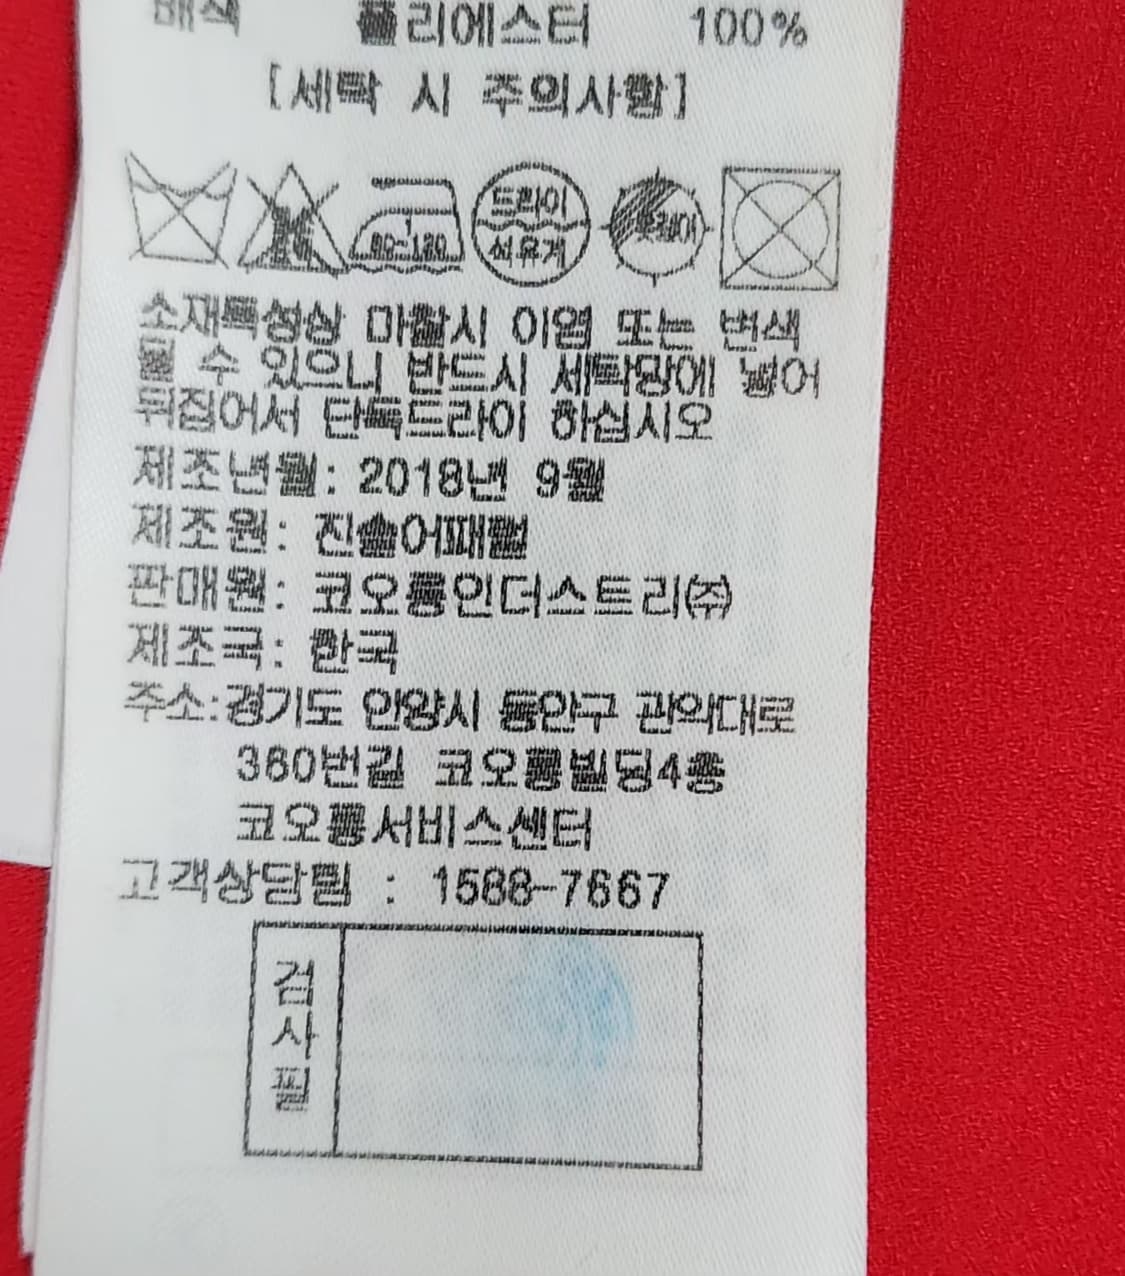 배색 폴리에스터 100%
[세탁 시 주의사항]
드라이
석유계
옷걸이
80~120
소재특성상 마찰시 이염 또는 변색
될 수 있으니 반드시 세탁망에 넣어
뒤집어서 단독드라이 하십시오
제조년월: 2018년 9월
제조원: 진솔어패럴
판매원: 코오롱인더스트리㈜
제조국: 한국
주소:경기도 안양시 동안구 관악대로
360번길 코오롱빌딩4층
코오롱서비스센터
고객상담팀 : 1588-7667
검사필